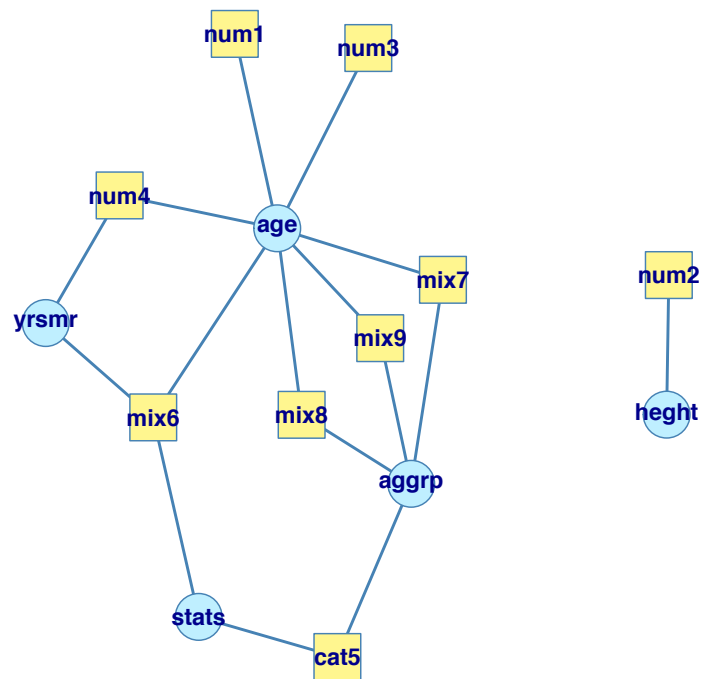 num1
num3
num4
age
mix7
num2
yrsmr
mix9
mix6
mix8
heght
aggrp
stats
cat5